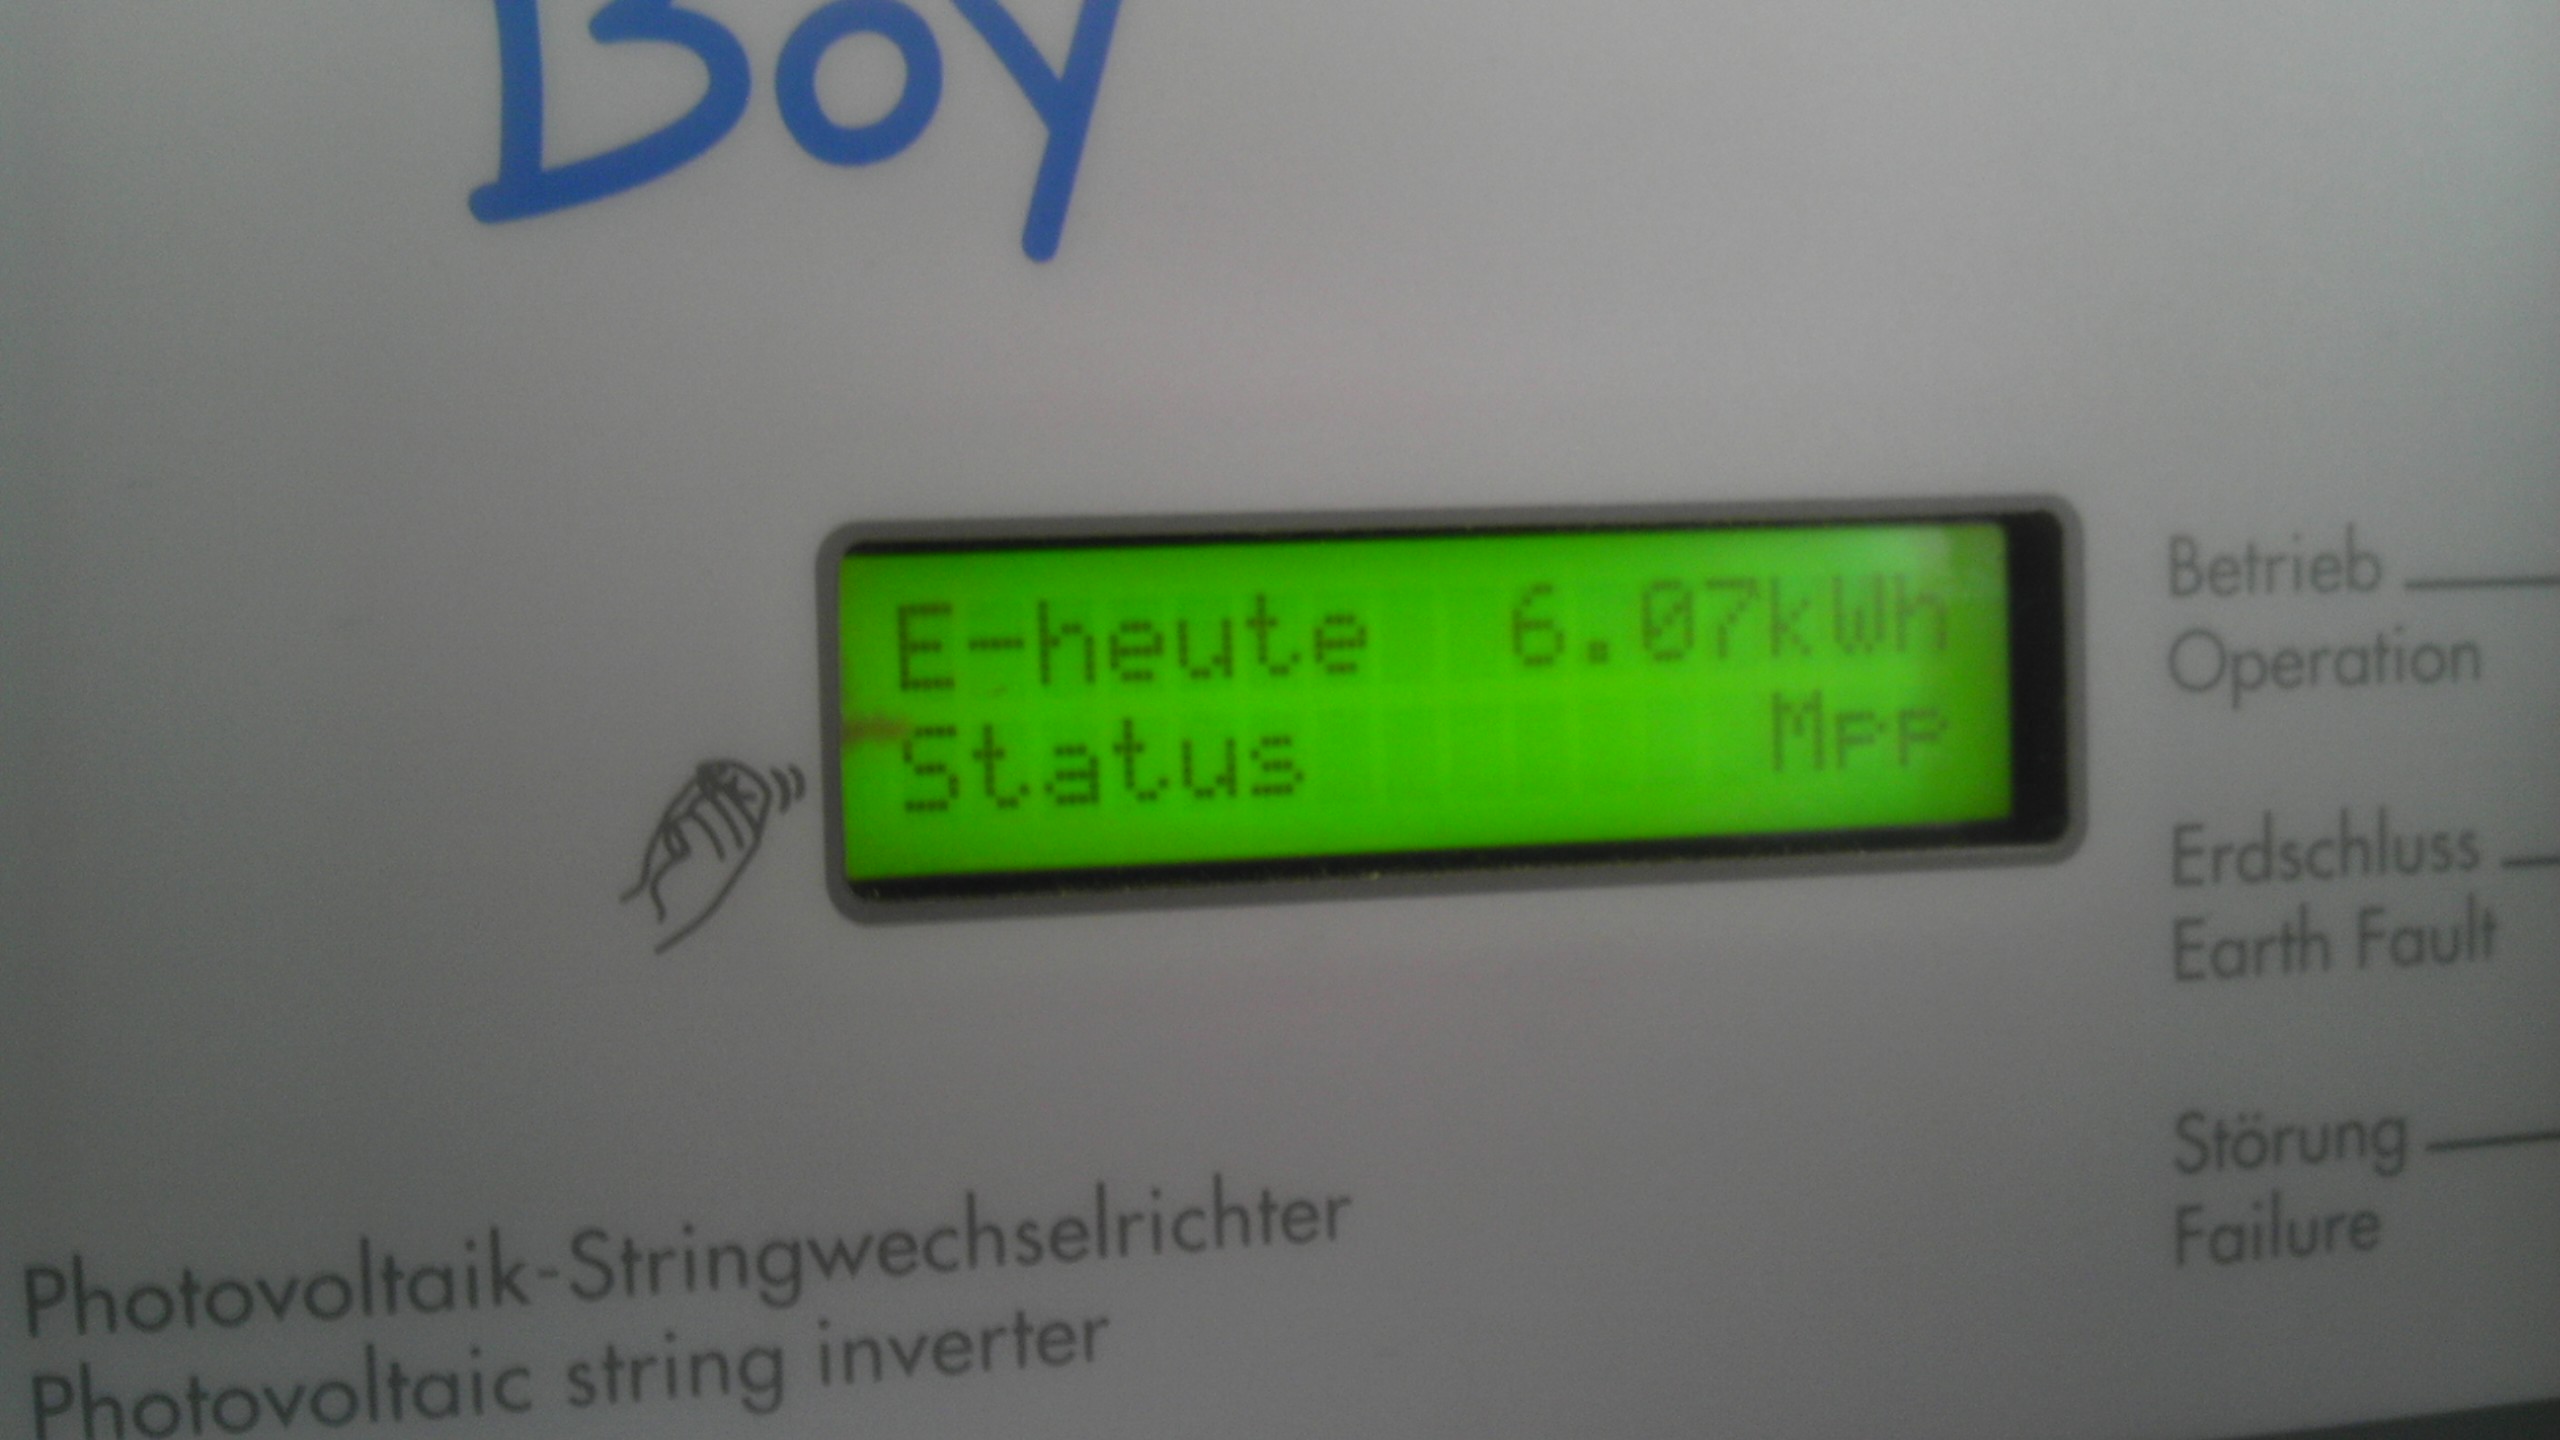 Boy
E-heute 6.07kWh
Status Mpp
Betrieb
Operation
Erdschluss
Earth Fault
Störung
Failure
Photovoltaik-Stringwechselrichter
Photovoltaic string inverter